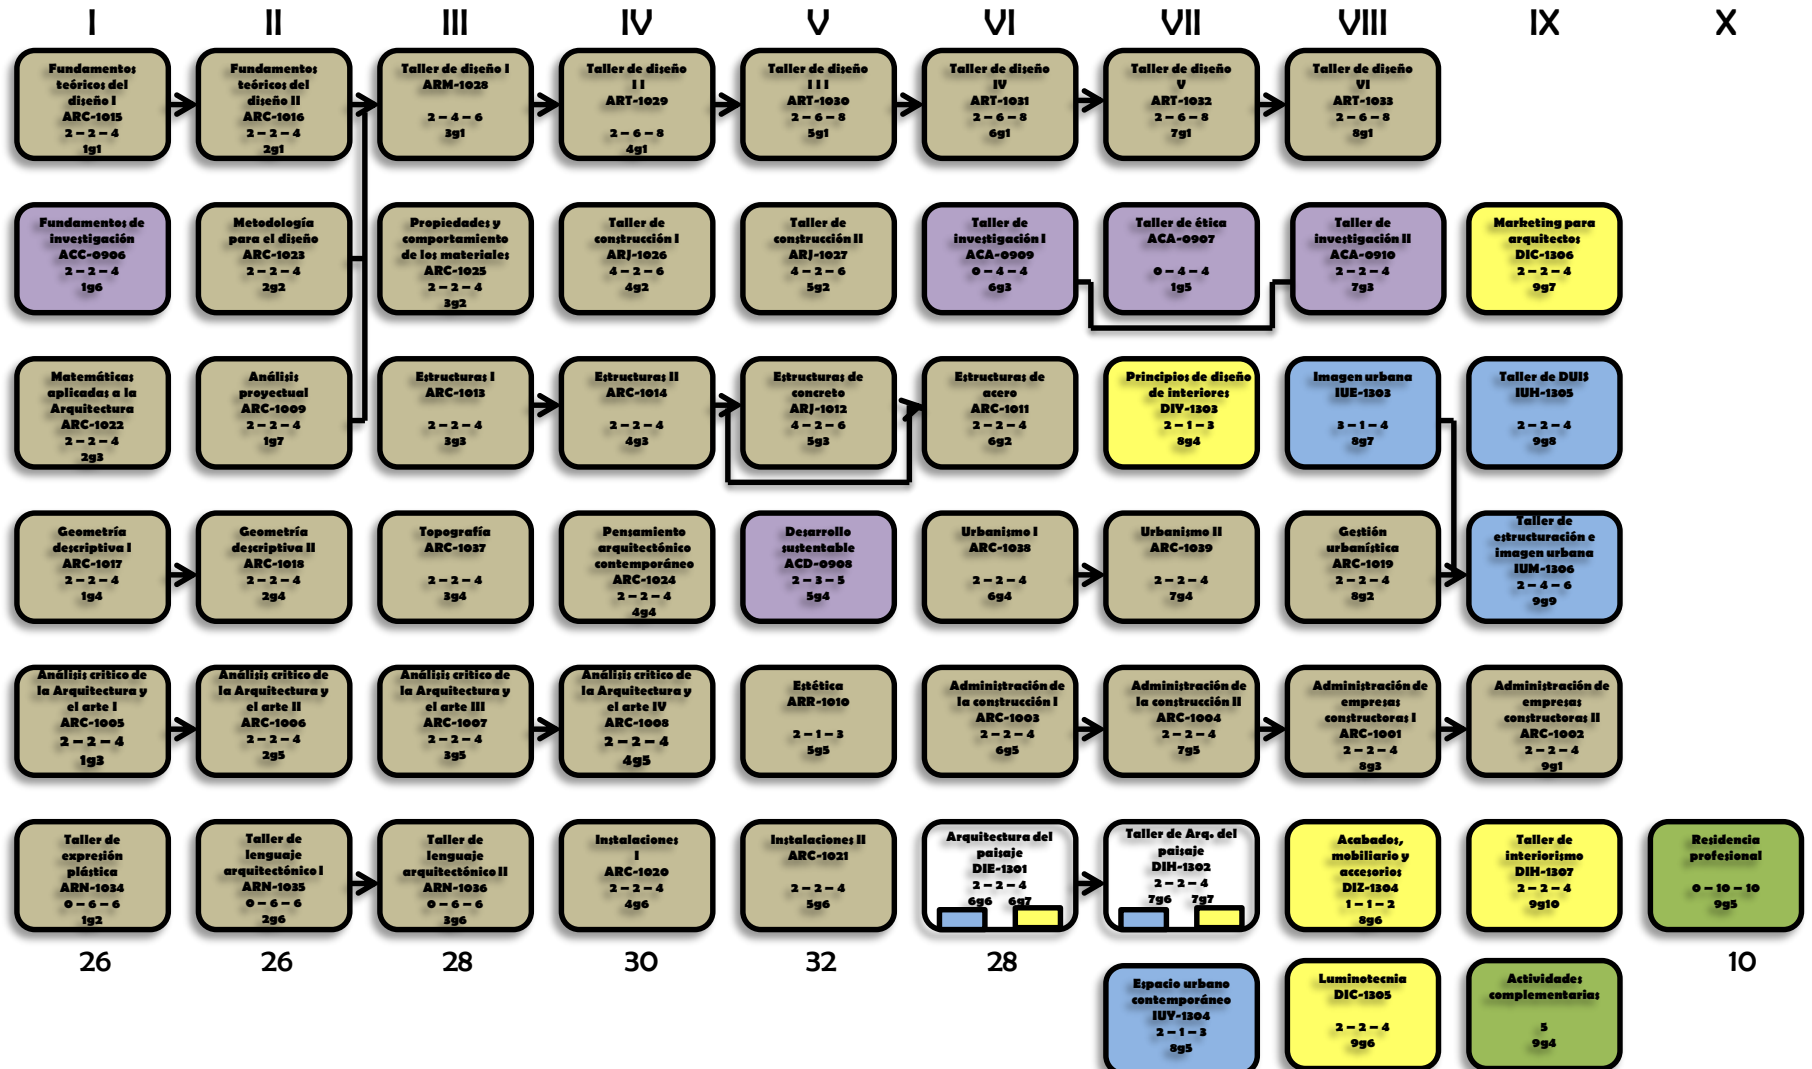 I II III IV V VI VII VIII IX X
Fundamentos
teóricos del
diseño I
ARC-1015
2 – 2 – 4
1g1
Fundamentos
teóricos del
diseño II
ARC-1016
2 – 2 – 4
2g1
Taller de diseño I
ARM-1028
2 – 4 – 6
3g1
Taller de diseño
I I
ART-1029
2 – 6 – 8
4g1
Taller de diseño
I I I
ART-1030
2 – 6 – 8
5g1
Taller de diseño
IV
ART-1031
2 – 6 – 8
6g1
Taller de diseño
V
ART-1032
2 – 6 – 8
7g1
Taller de diseño
VI
ART-1033
2 – 6 – 8
8g1
Fundamentos de
investigación
ACC-0906
2 – 2 – 4
1g6
Metodología
para el diseño
ARC-1023
2 – 2 – 4
2g2
Propiedades y
comportamiento
de los materiales
ARC-1025
2 – 2 – 4
3g2
Taller de
construcción I
ARJ-1026
4 – 2 – 6
4g2
Taller de
construcción II
ARJ-1027
4 – 2 – 6
5g2
Taller de
investigación I
ACA-0909
0 – 4 – 4
6g3
Taller de ética
ACA-0907
0 – 4 – 4
1g5
Taller de
investigación II
ACA-0910
2 – 2 – 4
7g3
Marketing para
arquitectos
DIC-1306
2 – 2 – 4
9g7
Matemáticas
aplicadas a la
Arquitectura
ARC-1022
2 – 2 – 4
2g3
Análisis
proyectual
ARC-1009
2 – 2 – 4
1g7
Estructuras I
ARC-1013
2 – 2 – 4
3g3
Estructuras II
ARC-1014
2 – 2 – 4
4g3
Estructuras de
concreto
ARJ-1012
4 – 2 – 6
5g3
Estructuras de
acero
ARC-1011
2 – 2 – 4
6g2
Principios de diseño
de interiores
DIY-1303
2 – 1 – 3
8g4
Imagen urbana
IUE-1303
3 – 1 – 4
8g7
Taller de DUIS
IUH-1305
2 – 2 – 4
9g8
Geometría
descriptiva I
ARC-1017
2 – 2 – 4
1g4
Geometría
descriptiva II
ARC-1018
2 – 2 – 4
2g4
Topografía
ARC-1037
2 – 2 – 4
3g4
Pensamiento
arquitectónico
contemporáneo
ARC-1024
2 – 2 – 4
4g4
Desarrollo
sustentable
ACD-0908
2 – 3 – 5
5g4
Urbanismo I
ARC-1038
2 – 2 – 4
6g4
Urbanismo II
ARC-1039
2 – 2 – 4
7g4
Gestión
urbanística
ARC-1019
2 – 2 – 4
8g2
Taller de
estructuración e
imagen urbana
IUM-1306
2 – 4 – 6
9g9
Análisis critico de
la Arquitectura y
el arte I
ARC-1005
2 – 2 – 4
1g3
Análisis critico de
la Arquitectura y
el arte II
ARC-1006
2 – 2 – 4
2g5
Análisis critico de
la Arquitectura y
el arte III
ARC-1007
2 – 2 – 4
3g5
Análisis critico de
la Arquitectura y
el arte IV
ARC-1008
2 – 2 – 4
4g5
Estética
ARR-1010
2 – 1 – 3
5g5
Administración de
la construcción I
ARC-1003
2 – 2 – 4
6g5
Administración de
la construcción II
ARC-1004
2 – 2 – 4
7g5
Administración de
empresas
constructoras I
ARC-1001
2 – 2 – 4
8g3
Administración de
empresas
constructoras II
ARC-1002
2 – 2 – 4
9g1
Taller de
expresión
plástica
ARN-1034
0 – 6 – 6
1g2
Taller de
lenguaje
arquitectónico I
ARN-1035
0 – 6 – 6
2g6
Taller de
lenguaje
arquitectónico II
ARN-1036
0 – 6 – 6
3g6
Instalaciones
I
ARC-1020
2 – 2 – 4
4g6
Instalaciones II
ARC-1021
2 – 2 – 4
5g6
Arquitectura del
paisaje
DIE-1301
2 – 2 – 4
6g6 6g7
Taller de Arq. del
paisaje
DIH-1302
2 – 2 – 4
7g6 7g7
Acabados,
mobiliario y
accesorios
DIZ-1304
1 – 1 – 2
8g6
Taller de
interiorismo
DIH-1307
2 – 2 – 4
9g10
Residencia
profesional
0 – 10 – 10
9g5
26 26 28 30 32 28 10
Espacio urbano
contemporáneo
IUY-1304
2 – 1 – 3
8g5
Luminotecnia
DIC-1305
2 – 2 – 4
9g6
Actividades
complementarias
5
9g4